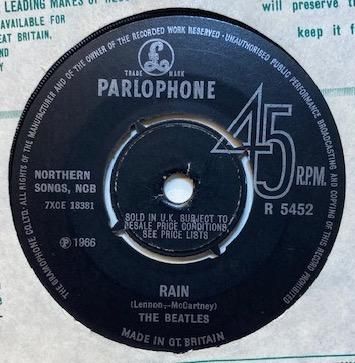 LEADING MAKES OF
AVAILABLE FOR
GREAT BRITAIN,
AND
will preserve
keep it f
THE GRAMOPHONE CO. LTD. ALL RIGHTS OF THE MANUFACTURER AND OF THE OWNER OF THE RECORDED WORK RESERVED · UNAUTHORISED PUBLIC PERFORMANCE, BROADCASTING AND COPYING OF THIS RECORD PROHIBITED
TRADE MARK
PARLOPHONE
45
R.P.M.
NORTHERN
SONGS, NCB
7XCE 18381
R 5452
SOLD IN U.K. SUBJECT TO
RESALE PRICE CONDITIONS,
SEE PRICE LISTS
℗ 1966
RAIN
(Lennon-McCartney)
THE BEATLES
MADE IN GT. BRITAIN